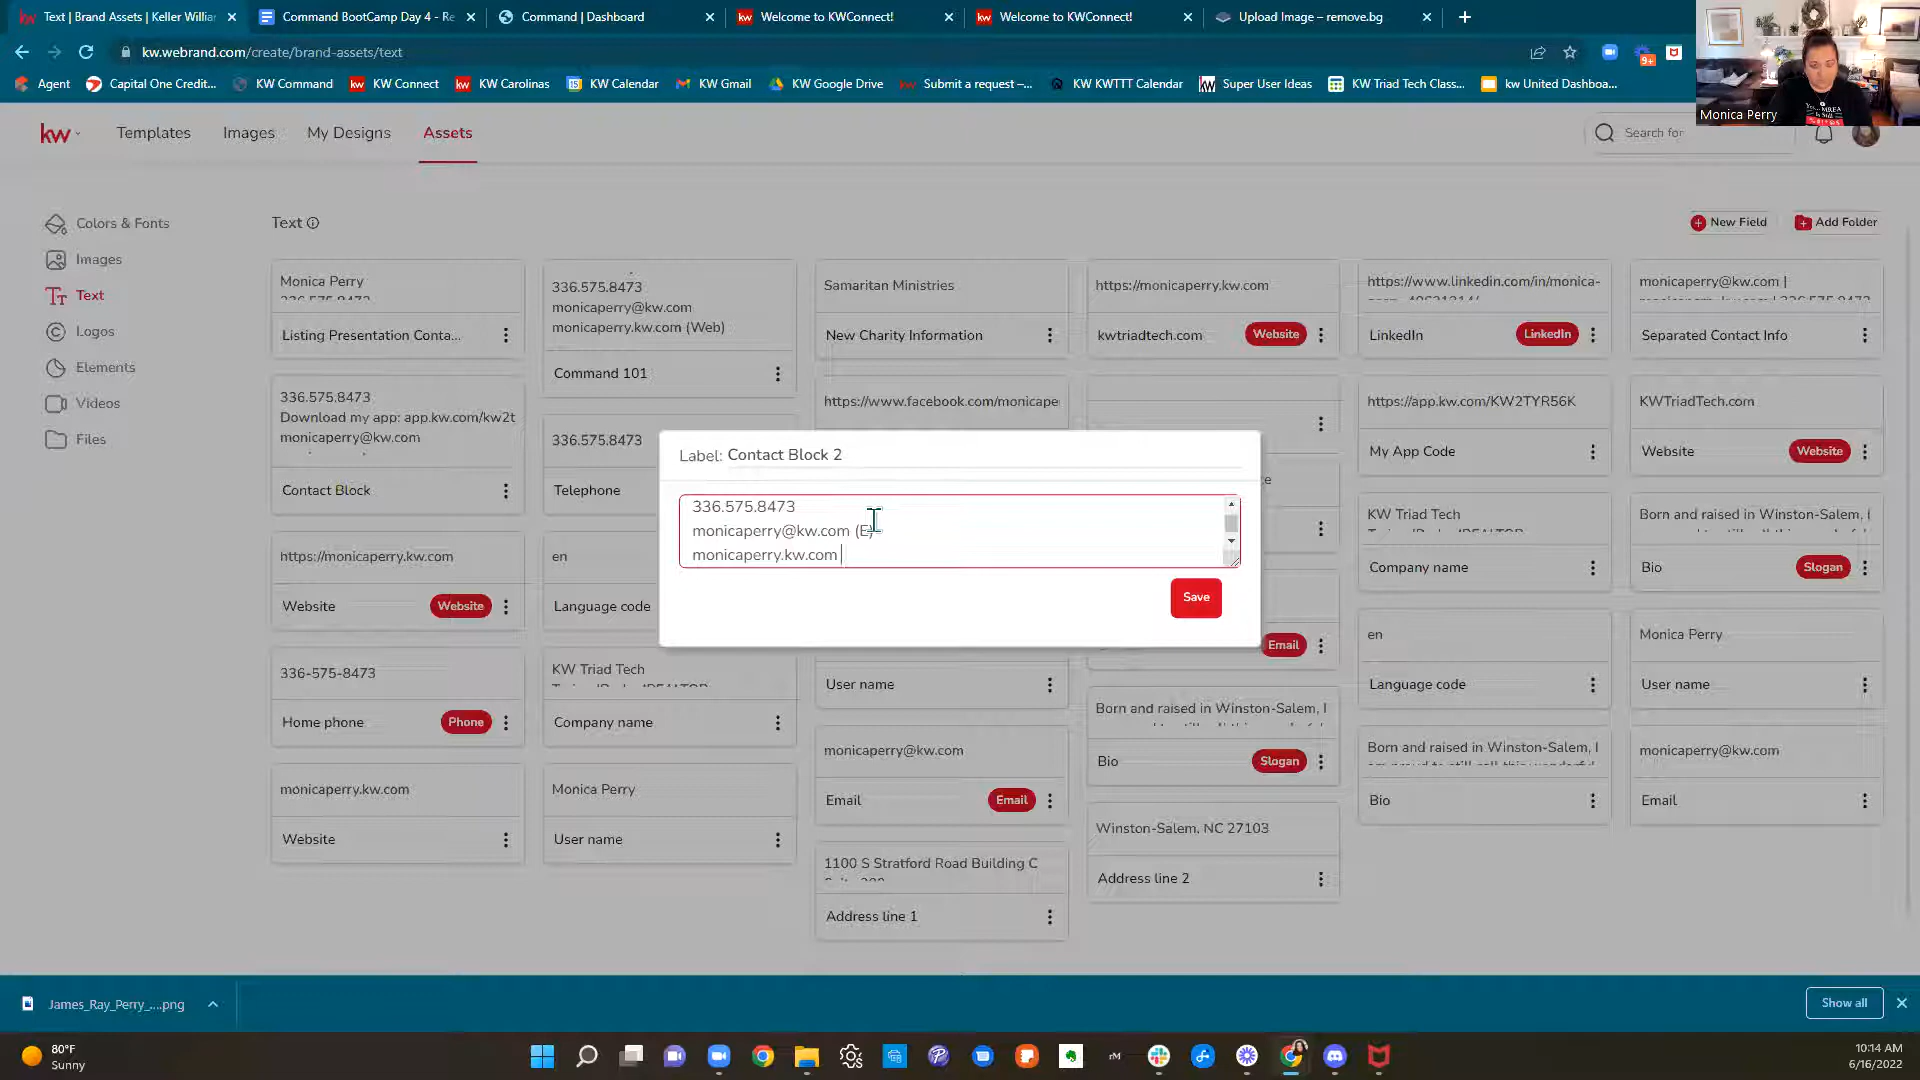 Text | Brand Assets | Keller Willia
Command BootCamp Day 4 - Re
Command | Dashboard
Welcome to KWConnect!
Welcome to KWConnect!
Upload Image – remove.bg
kw.webrand.com/create/brand-assets/text
9+
Agent
Capital One Credit...
KW Command
KW Connect
KW Carolinas
KW Calendar
KW Gmail
KW Google Drive
Submit a request –...
KW KWTTT Calendar
Super User Ideas
KW Triad Tech Class...
kw United Dashboa...
Monica Perry
kw
Templates
Images
My Designs
Assets
Search for
Colors & Fonts
Images
Text
Logos
Elements
Videos
Files
Text
New Field
Add Folder
Monica Perry
336.575.8473
Listing Presentation Conta...
336.575.8473
monicaperry@kw.com
monicaperry.kw.com (Web)
Command 101
Samaritan Ministries
New Charity Information
https://monicaperry.kw.com
kwtriadtech.com
Website
https://www.linkedin.com/in/monica-
LinkedIn
LinkedIn
monicaperry@kw.com |
Separated Contact Info
336.575.8473
Download my app: app.kw.com/kw2t
monicaperry@kw.com
Contact Block
336.575.8473
Telephone
https://www.facebook.com/monicape
https://app.kw.com/KW2TYR56K
My App Code
KWTriadTech.com
Website
Website
Label: Contact Block 2
336.575.8473
monicaperry@kw.com (E)
monicaperry.kw.com
Save
https://monicaperry.kw.com
Website
Website
en
Language code
KW Triad Tech
Company name
Born and raised in Winston-Salem, I
Bio
Slogan
336-575-8473
Home phone
Phone
KW Triad Tech
Company name
User name
Email
en
Language code
Monica Perry
User name
monicaperry.kw.com
Website
Monica Perry
User name
monicaperry@kw.com
Email
Email
Born and raised in Winston-Salem, I
Bio
Slogan
Born and raised in Winston-Salem, I
Bio
monicaperry@kw.com
Email
1100 S Stratford Road Building C
Address line 1
Winston-Salem, NC 27103
Address line 2
James_Ray_Perry_....png
Show all
80°F
Sunny
rM
10:14 AM
6/16/2022